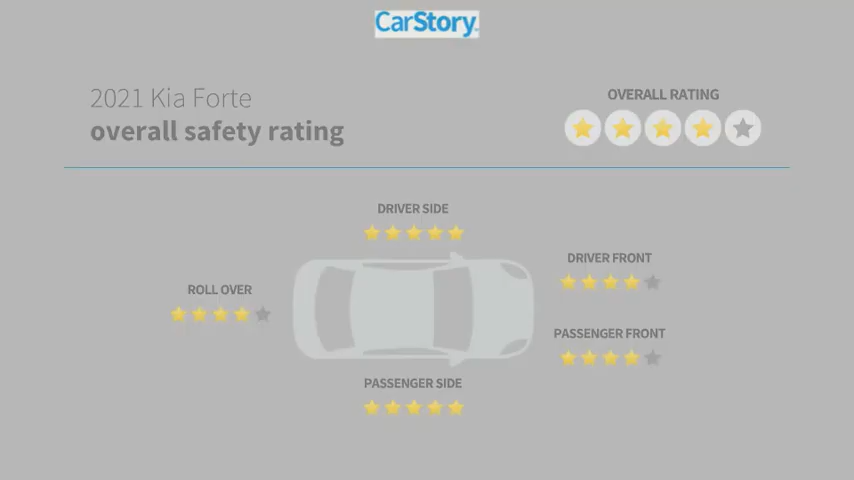 CarStory
2021 Kia Forte
overall safety rating
OVERALL RATING
DRIVER SIDE
DRIVER FRONT
ROLL OVER
PASSENGER FRONT
PASSENGER SIDE